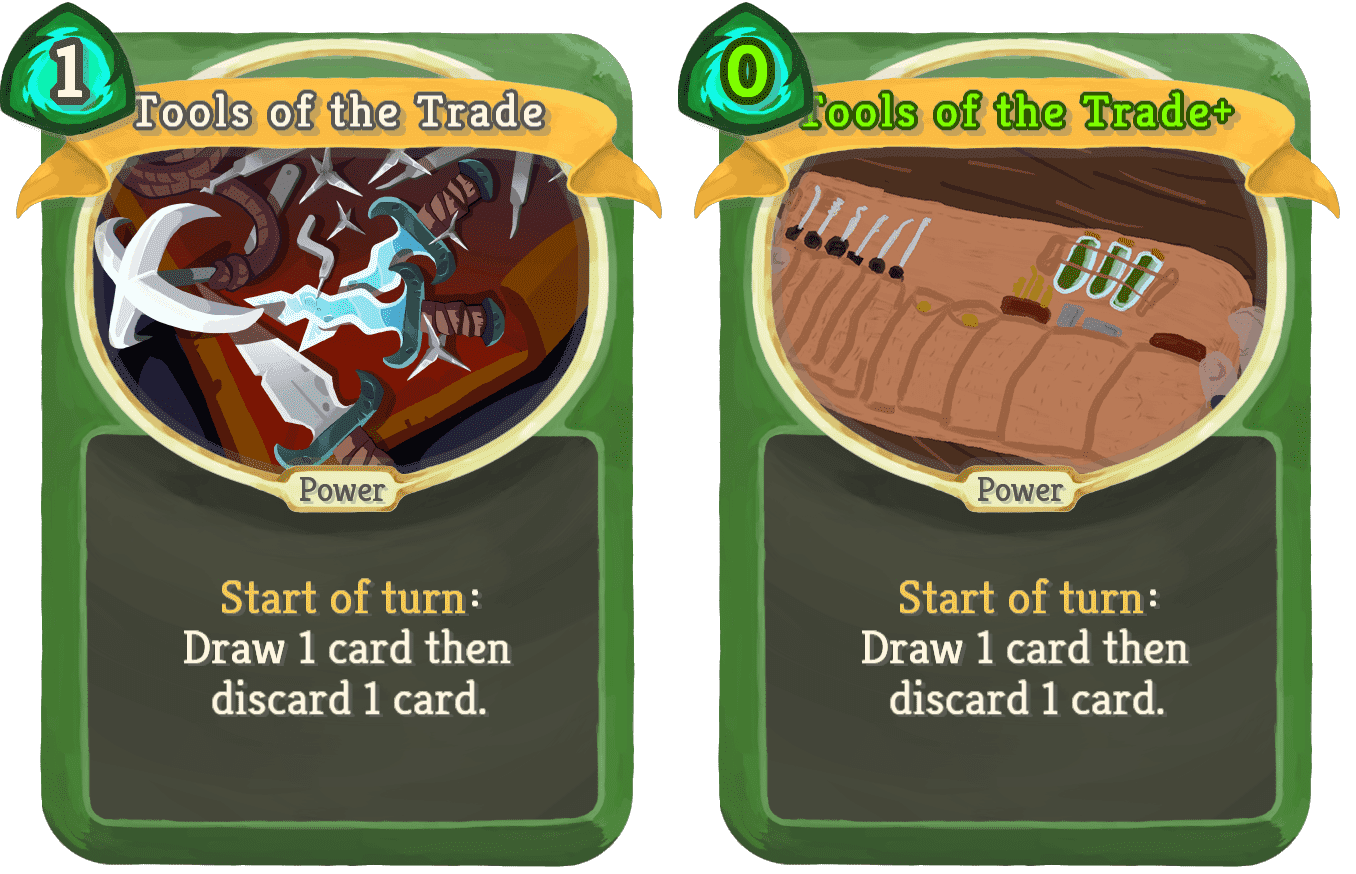 1
Tools of the Trade
Power
Start of turn:
Draw 1 card then
discard 1 card.
0
Tools of the Trade+
Power
Start of turn:
Draw 1 card then
discard 1 card.